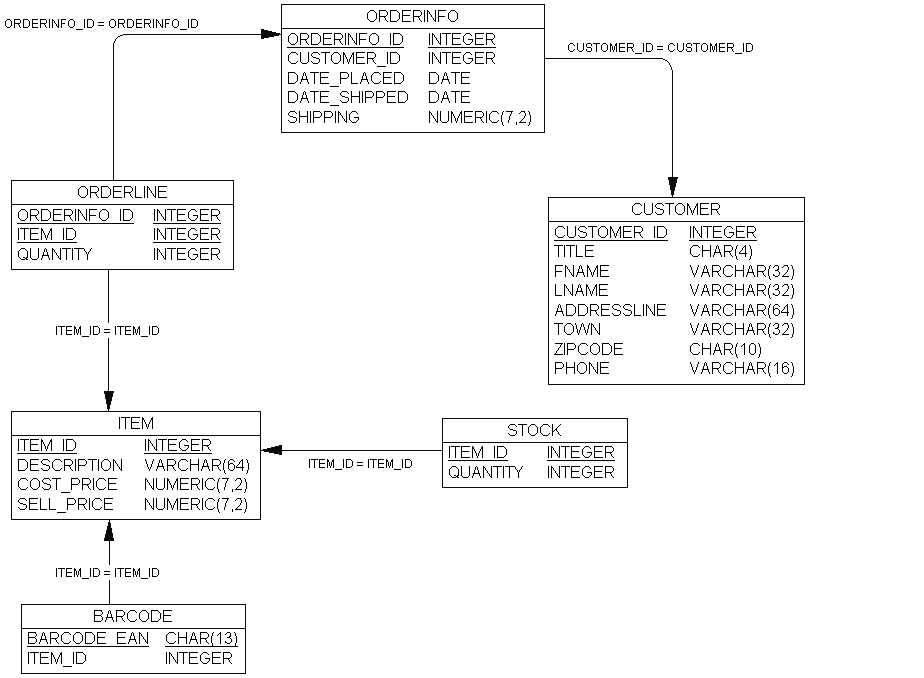 ORDERINFO_ID = ORDERINFO_ID
ORDERINFO
ORDERINFO_ID INTEGER
CUSTOMER_ID INTEGER
DATE_PLACED DATE
DATE_SHIPPED DATE
SHIPPING NUMERIC(7,2)
CUSTOMER_ID = CUSTOMER_ID
ORDERLINE
ORDERINFO_ID INTEGER
ITEM_ID INTEGER
QUANTITY INTEGER
CUSTOMER
CUSTOMER_ID INTEGER
TITLE CHAR(4)
FNAME VARCHAR(32)
LNAME VARCHAR(32)
ADDRESSLINE VARCHAR(64)
TOWN VARCHAR(32)
ZIPCODE CHAR(10)
PHONE VARCHAR(16)
ITEM_ID = ITEM_ID
ITEM
ITEM_ID INTEGER
DESCRIPTION VARCHAR(64)
COST_PRICE NUMERIC(7,2)
SELL_PRICE NUMERIC(7,2)
ITEM_ID = ITEM_ID
STOCK
ITEM_ID INTEGER
QUANTITY INTEGER
ITEM_ID = ITEM_ID
BARCODE
BARCODE_EAN CHAR(13)
ITEM_ID INTEGER